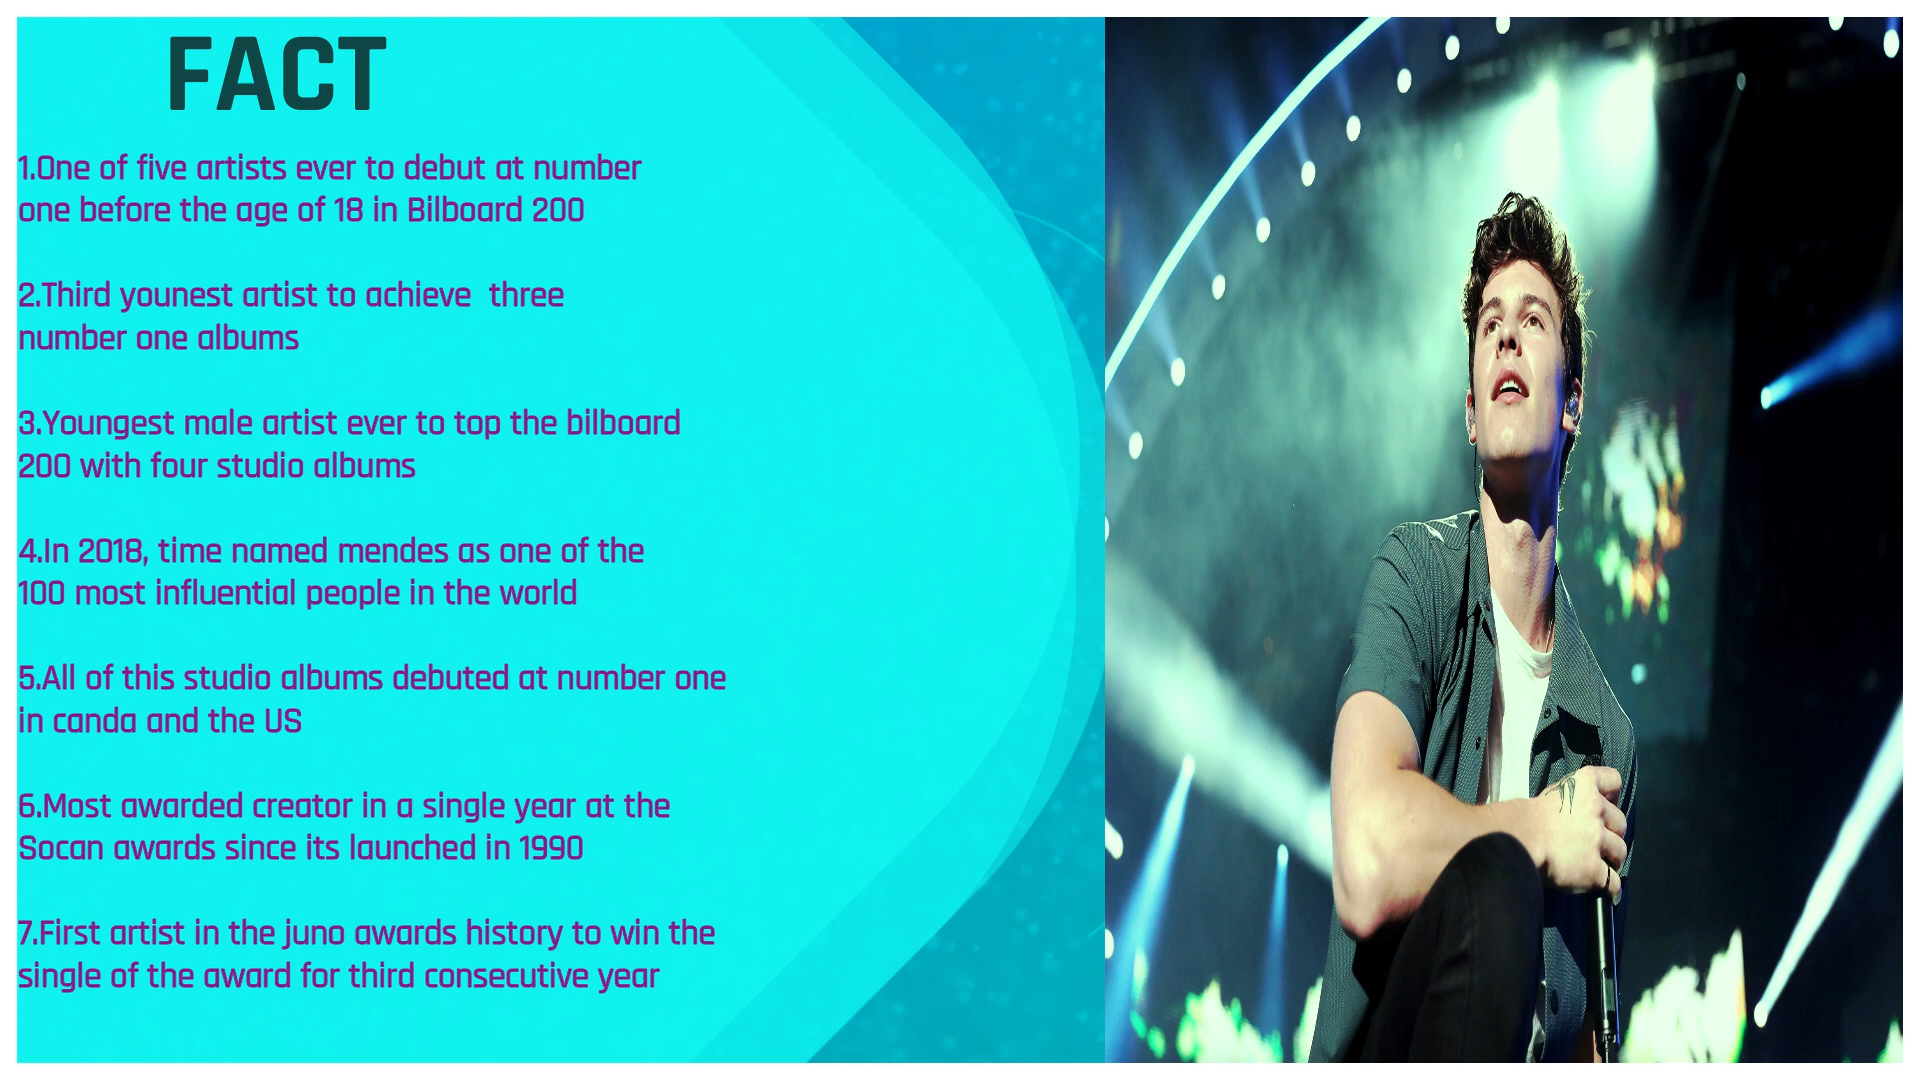 FACT
1.One of five artists ever to debut at number
one before the age of 18 in Bilboard 200
2.Third younest artist to achieve  three
number one albums
3.Youngest male artist ever to top the bilboard
200 with four studio albums
4.In 2018, time named mendes as one of the
100 most influential people in the world
5.All of this studio albums debuted at number one
in canda and the US
6.Most awarded creator in a single year at the
Socan awards since its launched in 1990
7.First artist in the juno awards history to win the
single of the award for third consecutive year